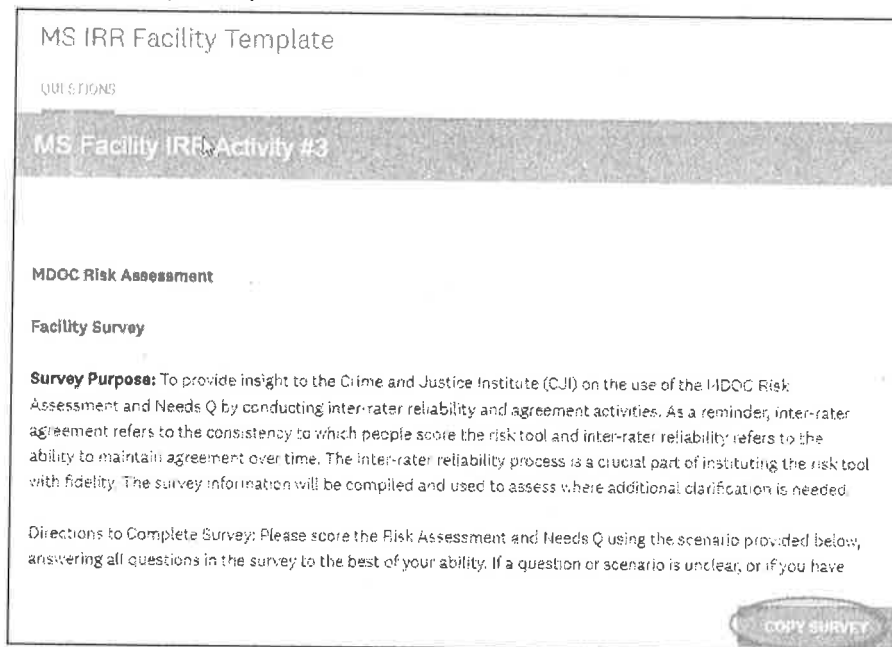 MS IRR Facility Template
QUESTIONS
MS Facility IRR Activity #3
MDOC Risk Assessment
Facility Survey
Survey Purpose: To provide insight to the Crime and Justice Institute (CJI) on the use of the MDOC Risk
Assessment and Needs Q by conducting inter-rater reliability and agreement activities. As a reminder, inter-rater
agreement refers to the consistency to which people score the risk tool and inter-rater reliability refers to the
ability to maintain agreement over time. The inter-rater reliability process is a crucial part of instituting the risk tool
with fidelity. The survey information will be compiled and used to assess where additional clarification is needed.
Directions to Complete Survey: Please score the Risk Assessment and Needs Q using the scenario provided below,
answering all questions in the survey to the best of your ability. If a question or scenario is unclear, or if you have
COPY SURVEY